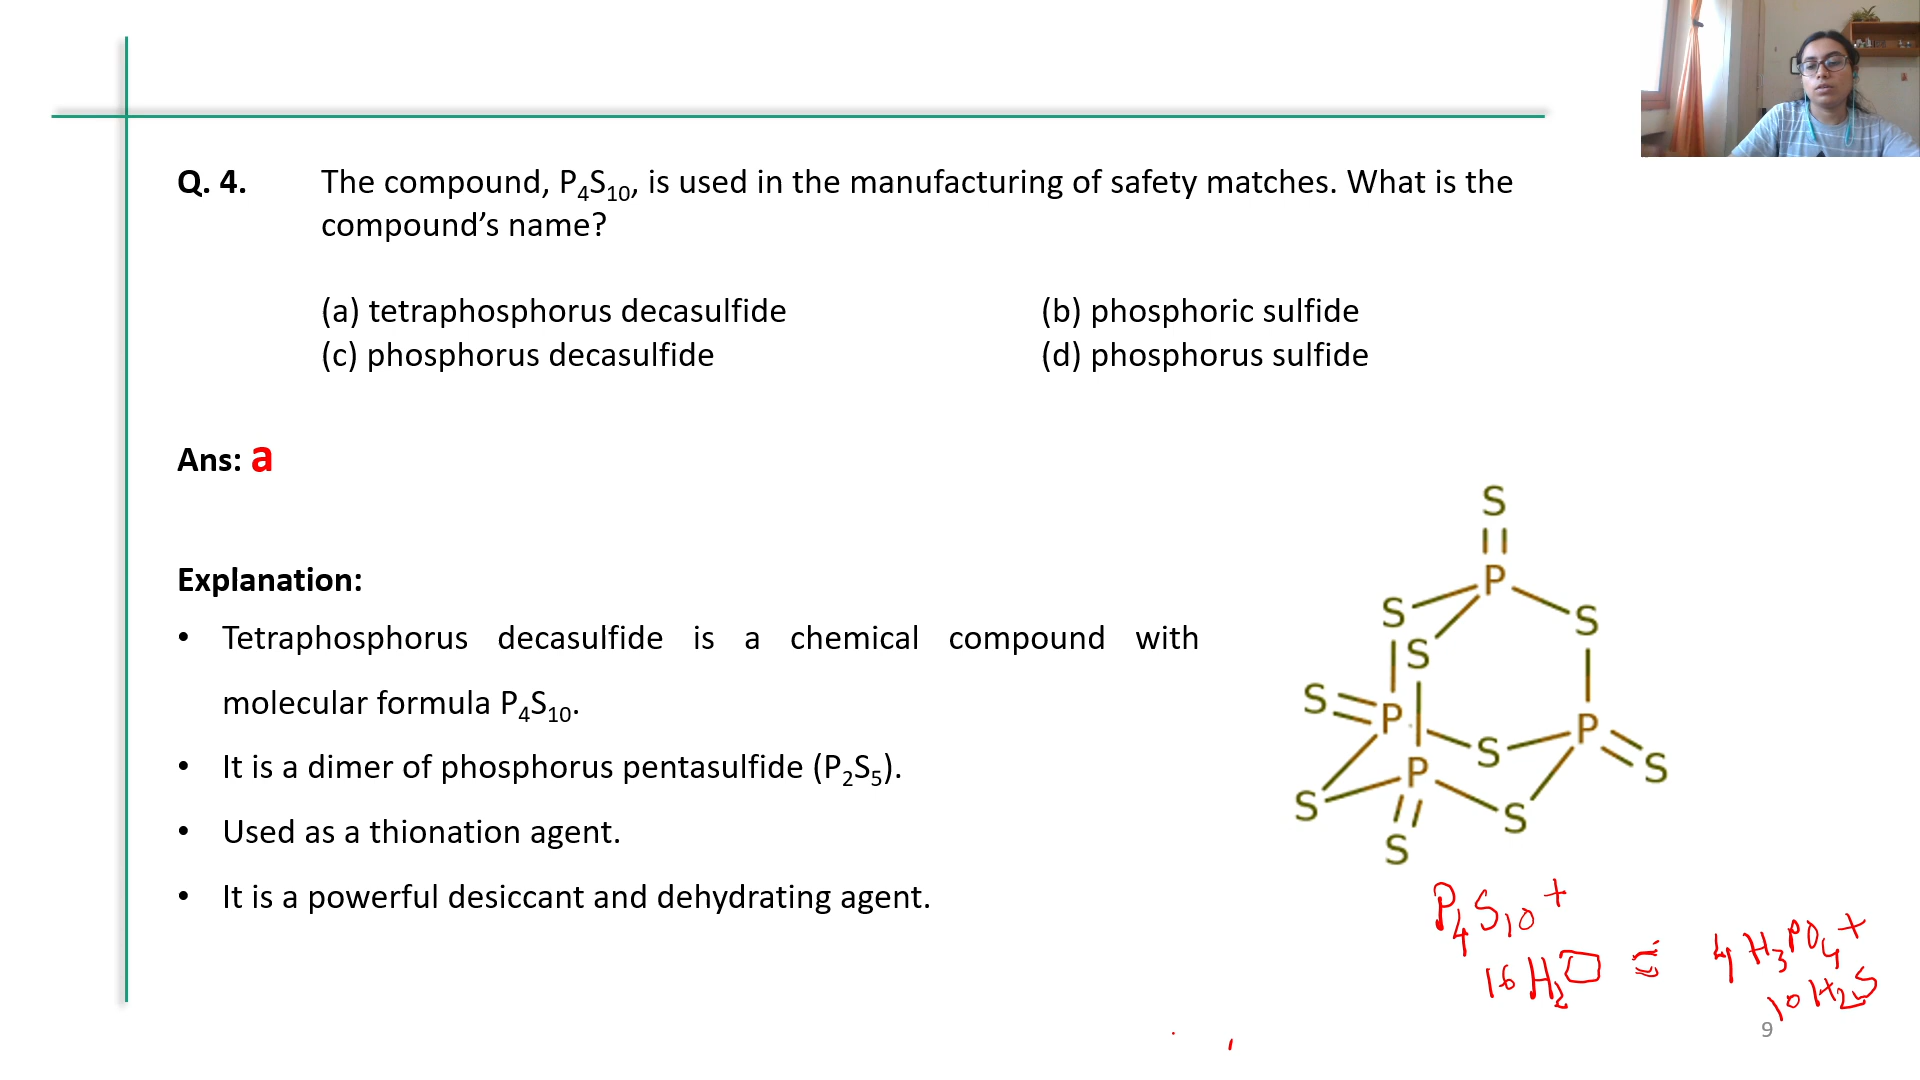 Q. 4. The compound, P4S10, is used in the manufacturing of safety matches. What is the
compound’s name?
(a) tetraphosphorus decasulfide (b) phosphoric sulfide
(c) phosphorus decasulfide (d) phosphorus sulfide
Ans: a
Explanation:
• Tetraphosphorus decasulfide is a chemical compound with
molecular formula P4S10.
• It is a dimer of phosphorus pentasulfide (P2S5).
• Used as a thionation agent.
• It is a powerful desiccant and dehydrating agent.
S
P
S S
S
S P P
S S
P
S S
S
P4S10 +
16 H2O = 4 H3PO4 +
10 H2S
9